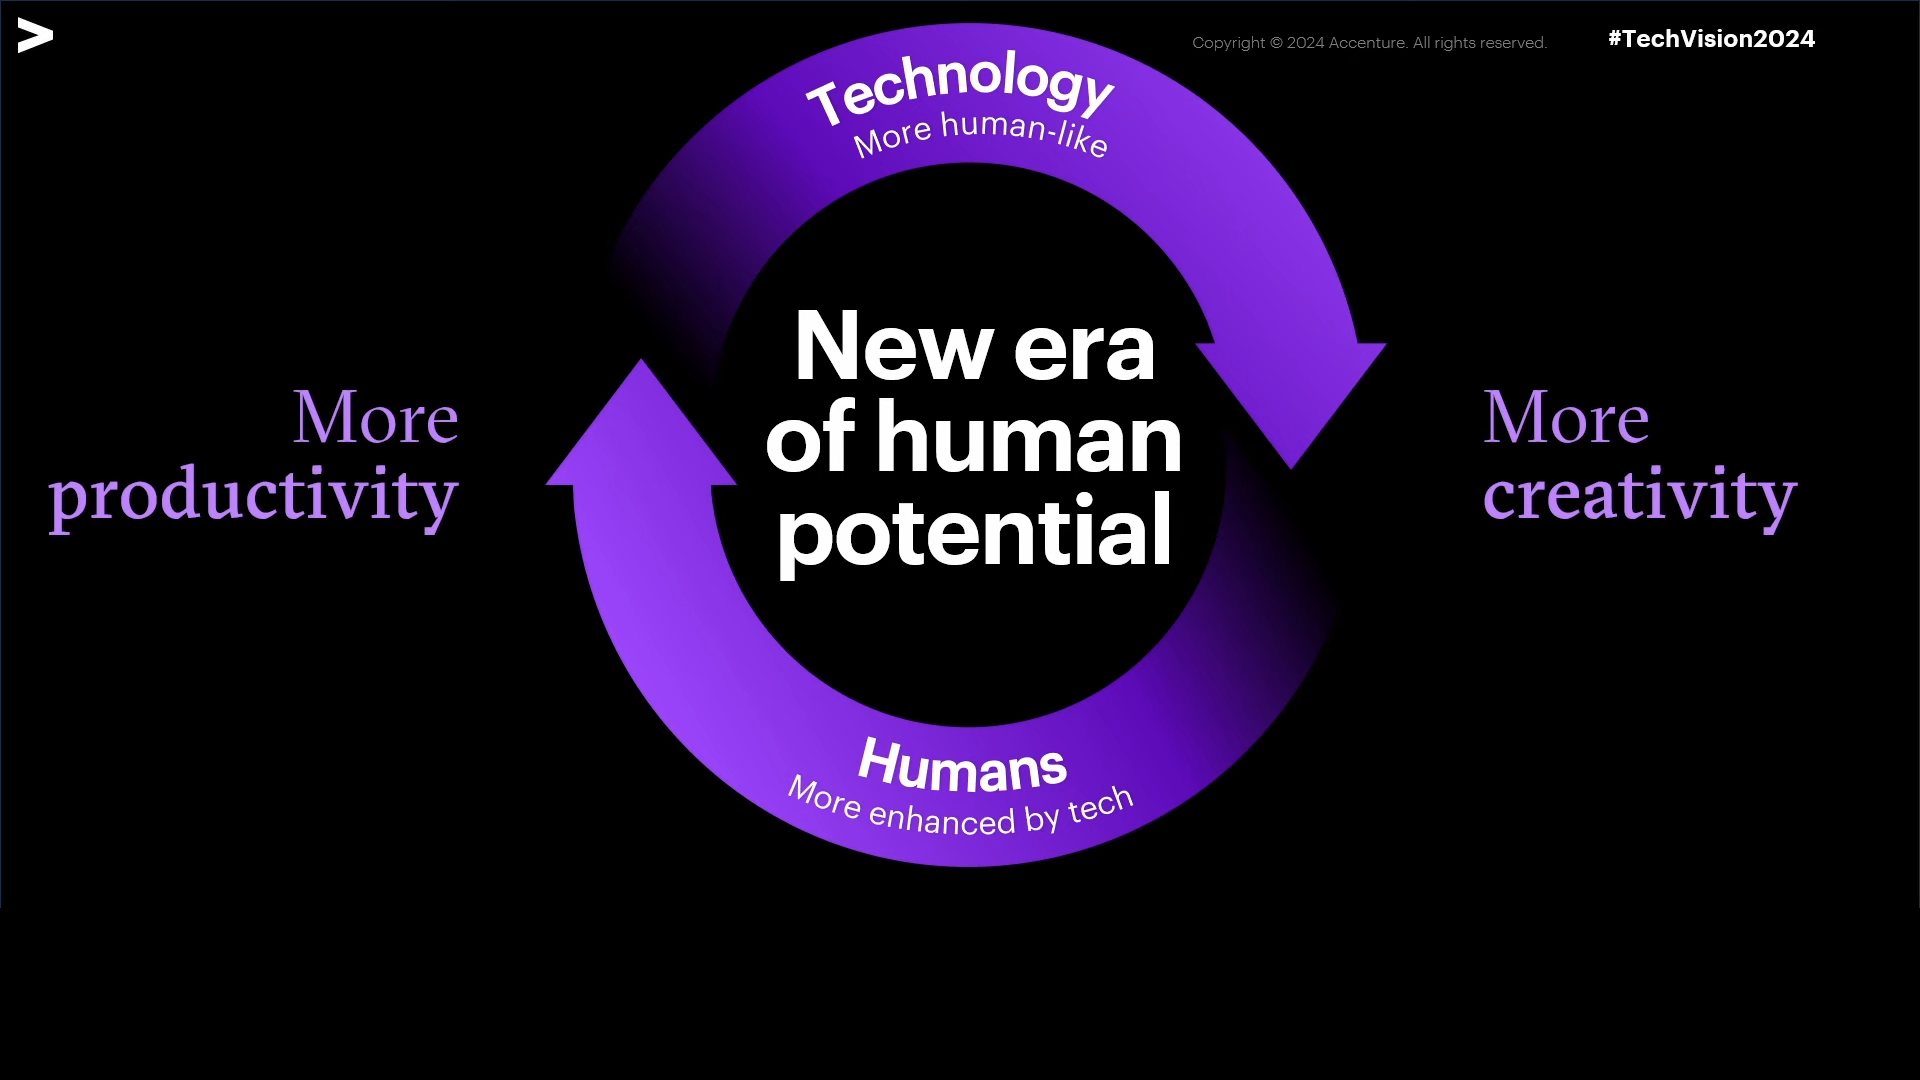 Copyright © 2024 Accenture. All rights reserved.
#TechVision2024
Technology
More human-like
More
productivity
New era
of human
potential
More
creativity
Humans
More enhanced by tech